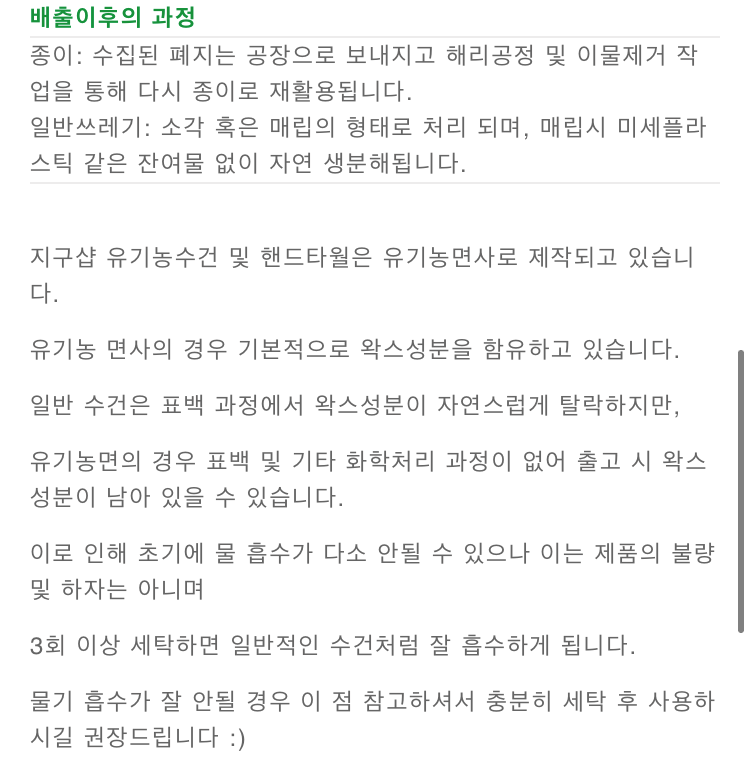 배출이후의 과정
종이: 수집된 폐지는 공장으로 보내지고 해리공정 및 이물제거 작
업을 통해 다시 종이로 재활용됩니다.
일반쓰레기: 소각 혹은 매립의 형태로 처리 되며, 매립시 미세플라
스틱 같은 잔여물 없이 자연 생분해됩니다.
지구샵 유기농수건 및 핸드타월은 유기농면사로 제작되고 있습니
다.
유기농 면사의 경우 기본적으로 왁스성분을 함유하고 있습니다.
일반 수건은 표백 과정에서 왁스성분이 자연스럽게 탈락하지만,
유기농면의 경우 표백 및 기타 화학처리 과정이 없어 출고 시 왁스
성분이 남아 있을 수 있습니다.
이로 인해 초기에 물 흡수가 다소 안될 수 있으나 이는 제품의 불량
및 하자는 아니며
3회 이상 세탁하면 일반적인 수건처럼 잘 흡수하게 됩니다.
물기 흡수가 잘 안될 경우 이 점 참고하셔서 충분히 세탁 후 사용하
시길 권장드립니다 :)